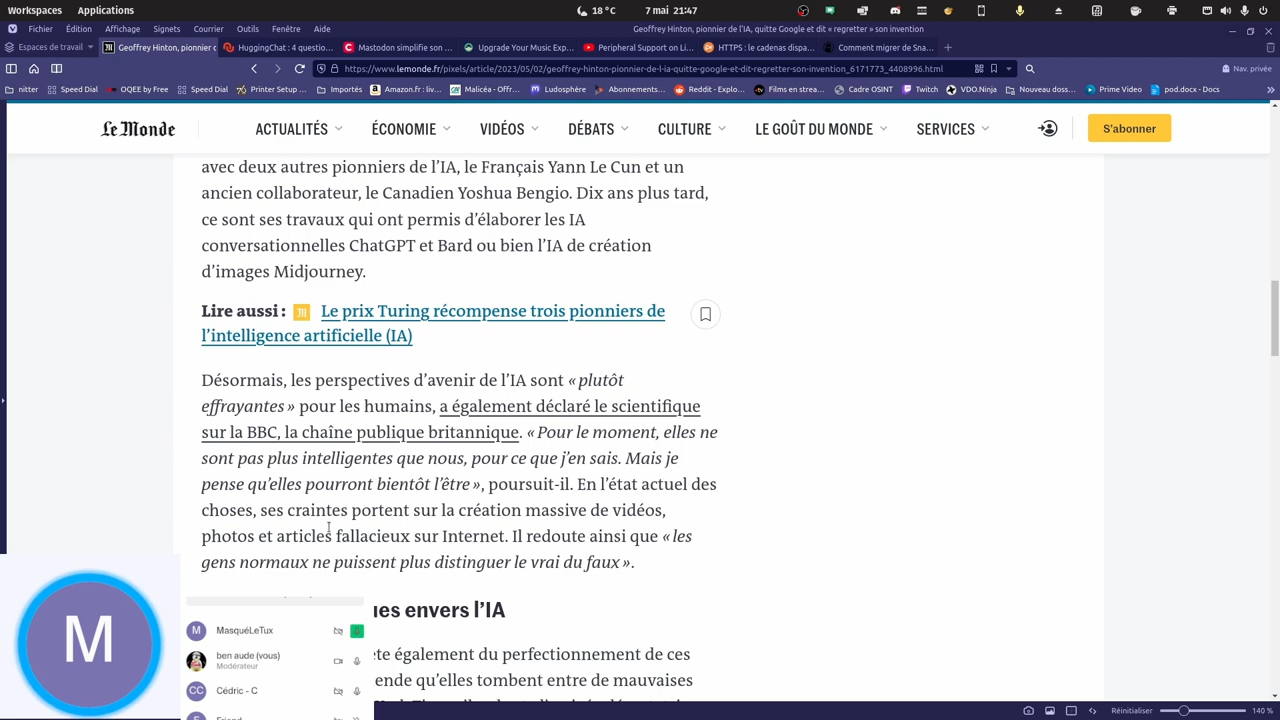 Workspaces
Applications
Fichier Édition Affichage Signets Courrier Outils Fenêtre Aide
Geoffrey Hinton, pionnier de l'IA, quitte Google et dit « regretter » son invention
Espaces de travail
Geoffrey Hinton, pionnier d
HuggingChat : 4 questio...
Mastodon simplifie son ...
Upgrade Your Music Exp...
Peripheral Support on Li...
HTTPS : le cadenas dispa...
Comment migrer de Sna...
https://www.lemonde.fr/pixels/article/2023/05/02/geoffrey-hinton-pionnier-de-l-ia-quitte-google-et-dit-regretter-son-invention_6171773_4408996.html
Nav. privée
nitter
Speed Dial
OQEE by Free
Speed Dial
Printer Setup ...
Importés
Amazon.fr : livr...
Malicéa - Offi...
Ludosphère
Abonnements...
Reddit - Explo...
Films en stream...
Cadre OSINT
Twitch
VDO.Ninja
Nouveau doss...
Prime Video
pod.docx - Docs
Le Monde
ACTUALITÉS
ÉCONOMIE
VIDÉOS
DÉBATS
CULTURE
LE GOÛT DU MONDE
SERVICES
S'abonner
avec deux autres pionniers de l'IA, le Français Yann Le Cun et un
ancien collaborateur, le Canadien Yoshua Bengio. Dix ans plus tard,
ce sont ses travaux qui ont permis d'élaborer les IA
conversationnelles ChatGPT et Bard ou bien l'IA de création
d'images Midjourney.
Lire aussi : Le prix Turing récompense trois pionniers de
l'intelligence artificielle (IA)
Désormais, les perspectives d'avenir de l'IA sont « plutôt
effrayantes » pour les humains, a également déclaré le scientifique
sur la BBC, la chaîne publique britannique. « Pour le moment, elles ne
sont pas plus intelligentes que nous, pour ce que j'en sais. Mais je
pense qu'elles pourront bientôt l'être », poursuit-il. En l'état actuel des
choses, ses craintes portent sur la création massive de vidéos,
photos et articles fallacieux sur Internet. Il redoute ainsi que « les
gens normaux ne puissent plus distinguer le vrai du faux ».
ues envers l'IA
ète également du perfectionnement de ces
ende qu'elles tombent entre de mauvaises
M
M MasquéLeTux
ben aude (vous)
Modérateur
CC Cédric - C
Friend
Réinitialiser
140 %